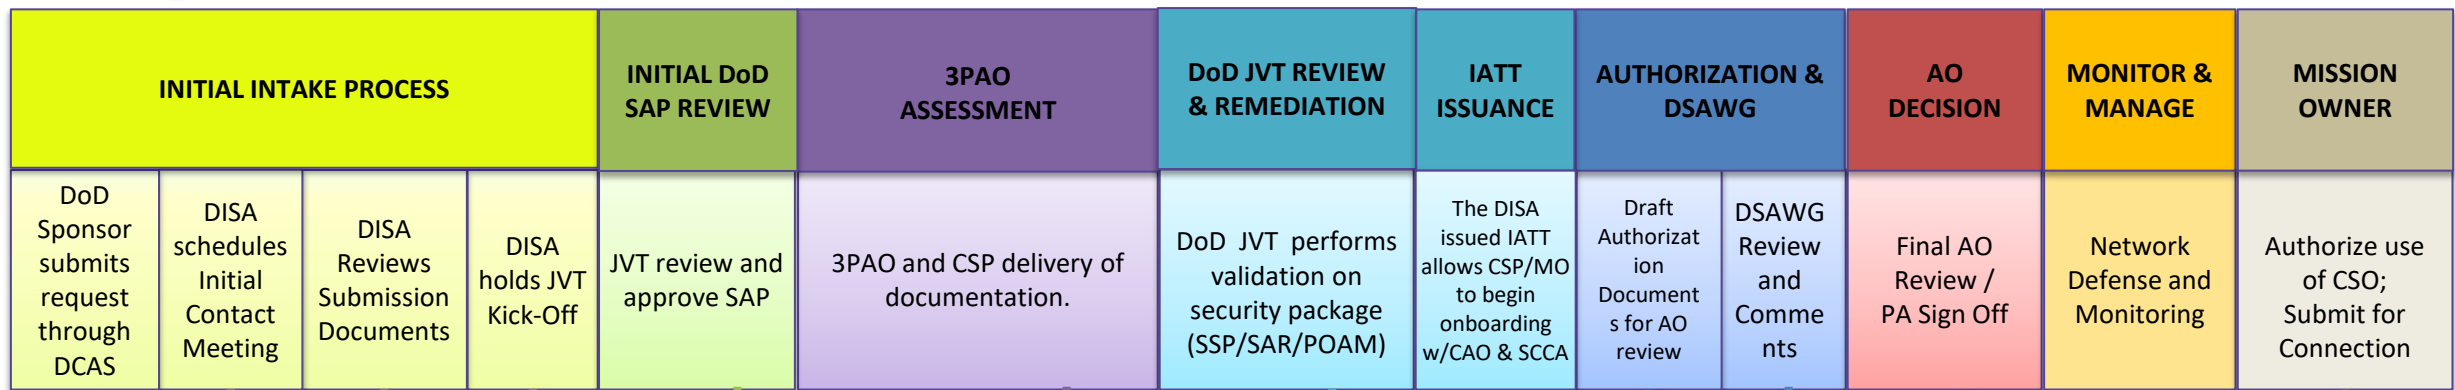 INITIAL INTAKE PROCESS
INITIAL DoD
SAP REVIEW
3PAO
ASSESSMENT
DoD JVT REVIEW
& REMEDIATION
IATT
ISSUANCE
AUTHORIZATION &
DSAWG
AO
DECISION
MONITOR &
MANAGE
MISSION
OWNER
DoD
Sponsor
submits
request
through
DCAS
DISA
schedules
Initial
Contact
Meeting
DISA
Reviews
Submission
Documents
DISA
holds JVT
Kick-Off
JVT review and
approve SAP
3PAO and CSP delivery of
documentation.
DoD JVT performs
validation on
security package
(SSP/SAR/POAM)
The DISA
issued IATT
allows CSP/MO
to begin
onboarding
w/CAO & SCCA
Draft
Authorizat
ion
Document
s for AO
review
DSAWG
Review
and
Comme
nts
Final AO
Review /
PA Sign Off
Network
Defense and
Monitoring
Authorize use
of CSO;
Submit for
Connection